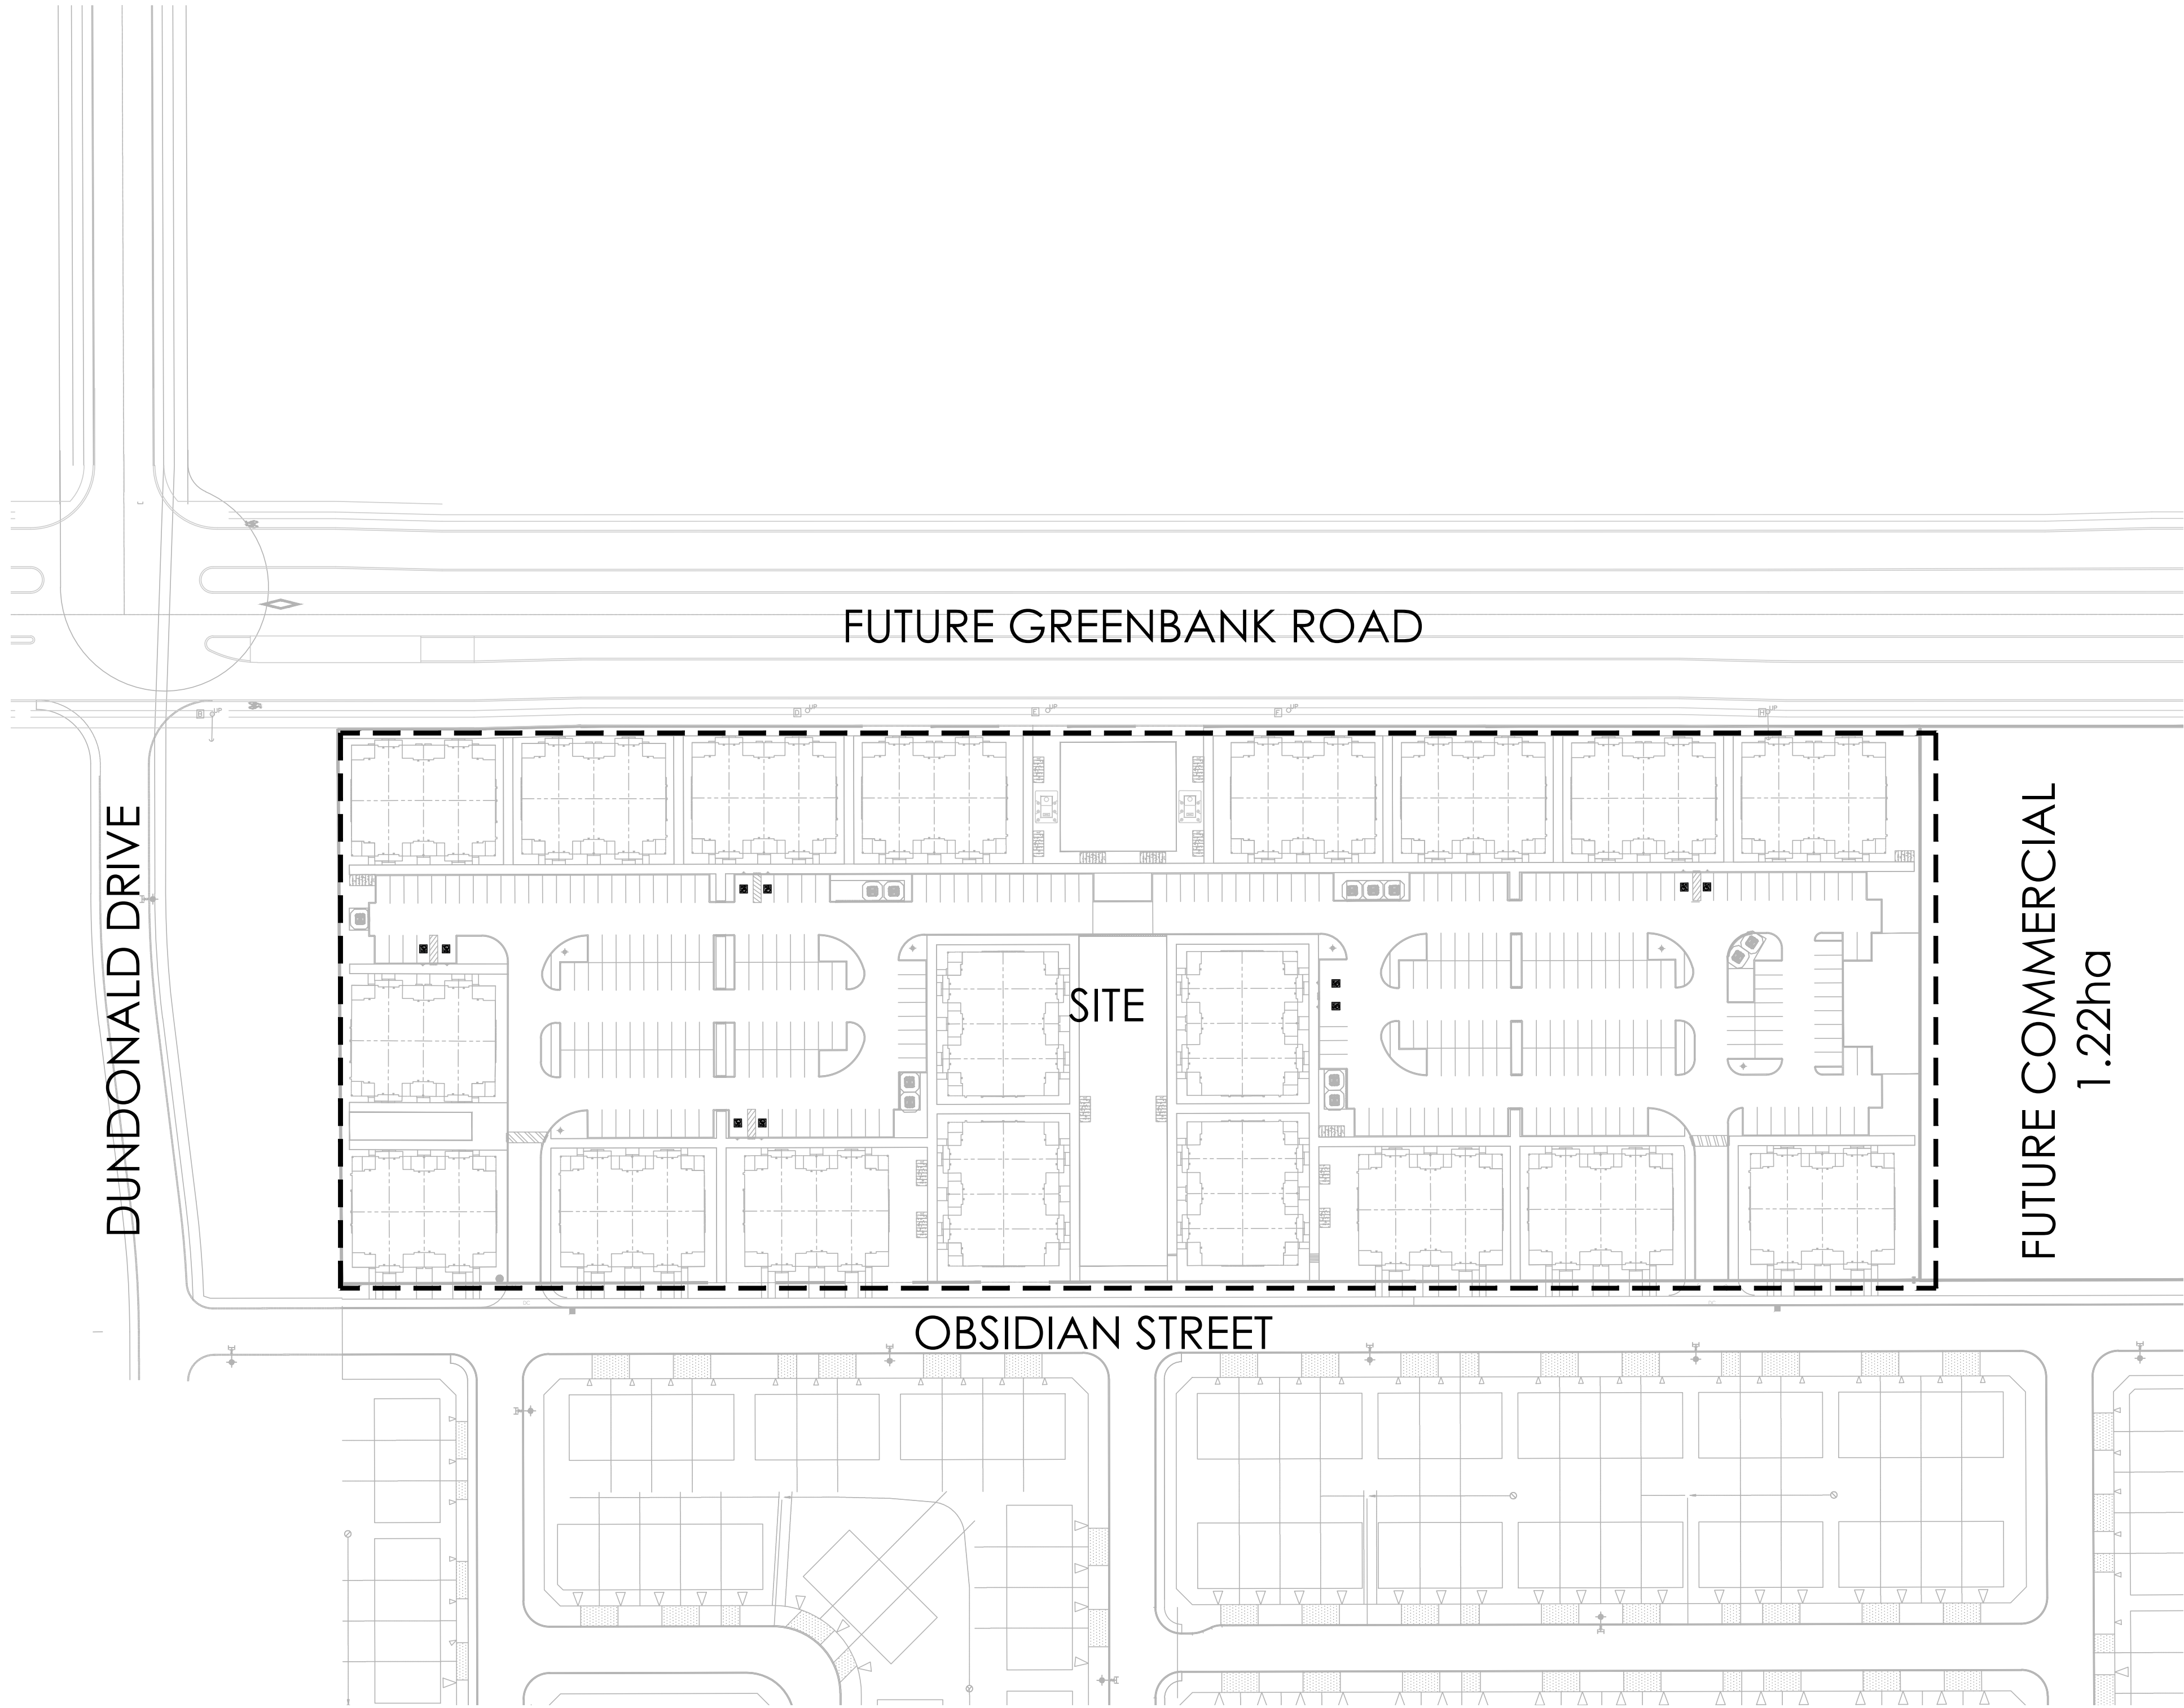 FUTURE GREENBANK ROAD
DUNDONALD DRIVE
SITE
FUTURE COMMERCIAL
1.22ha
OBSIDIAN STREET